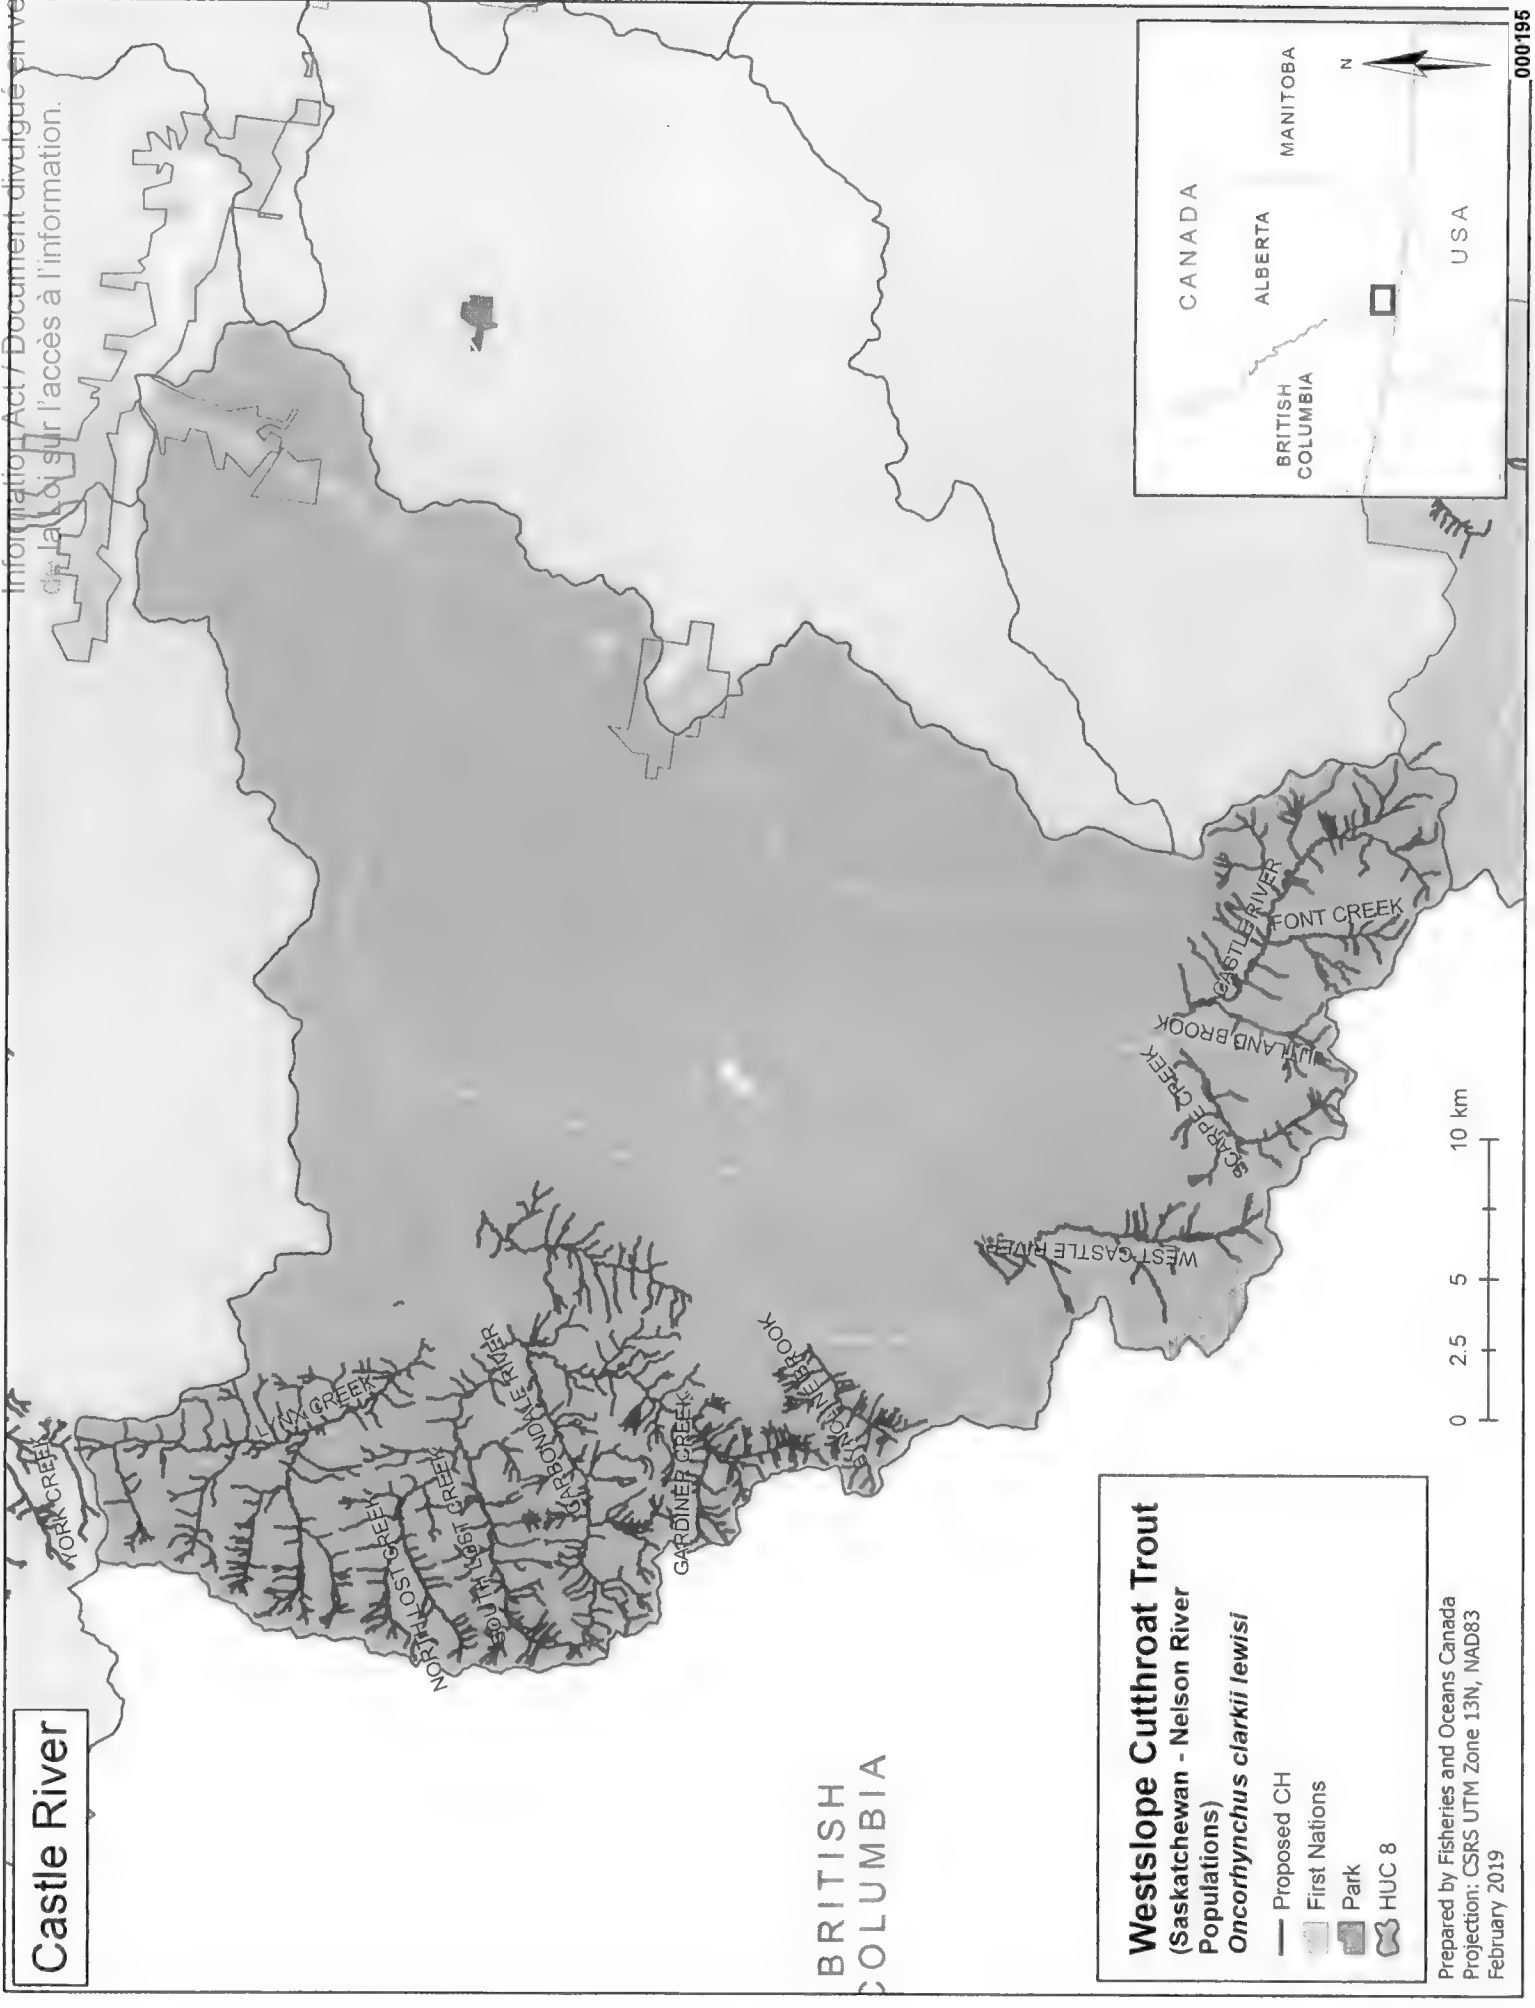 Information Act / Document divulgué en ve
de la Loi sur l'accès à l'information.
Castle River
YORK CREEK
LYNX CREEK
NORTH LOST CREEK
SOUTH LOST CREEK
CARBONDALE RIVER
GARDINER CREEK
BROOK
WEST CASTLE RIVER
SCARPE CREEK
JUTLAND BROOK
CASTLE RIVER
FONT CREEK
BRITISH
COLUMBIA
Westslope Cutthroat Trout
(Saskatchewan - Nelson River
Populations)
Oncorhynchus clarkii lewisi
Proposed CH
First Nations
Park
HUC 8
Prepared by Fisheries and Oceans Canada
Projection: CSRS UTM Zone 13N, NAD83
February 2019
0 2.5 5 10 km
CANADA
ALBERTA
MANITOBA
BRITISH
COLUMBIA
USA
N
000195